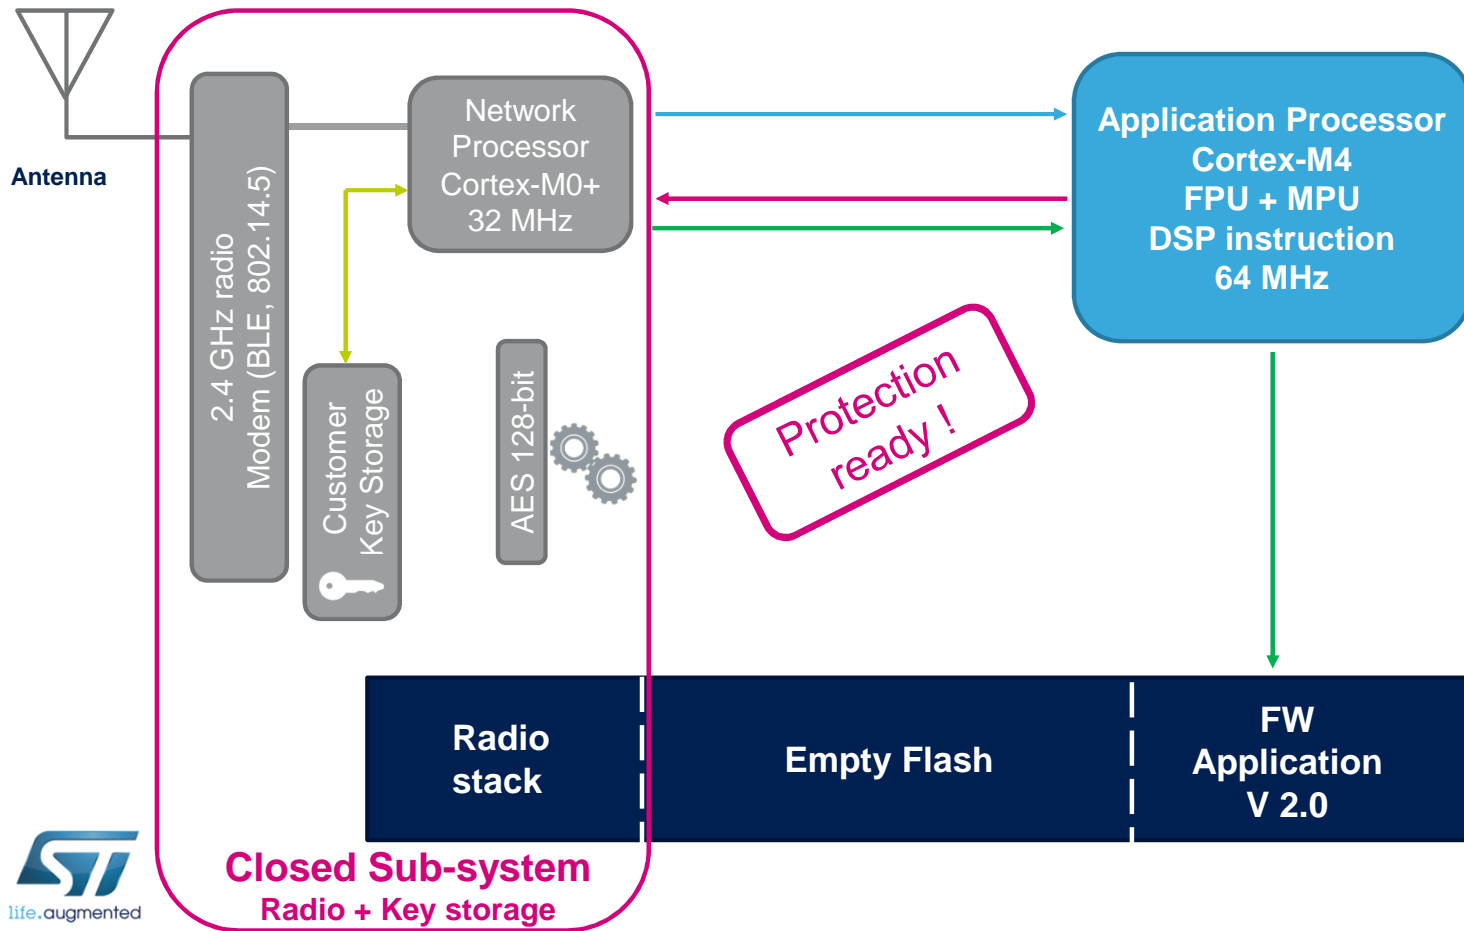 Antenna
2.4 GHz radio
Modem (BLE, 802.14.5)
Network
Processor
Cortex-M0+
32 MHz
Customer
Key Storage
AES 128-bit
Application Processor
Cortex-M4
FPU + MPU
DSP instruction
64 MHz
Protection
ready !
Radio
stack
Empty Flash
FW
Application
V 2.0
Closed Sub-system
Radio + Key storage
ST
life.augmented